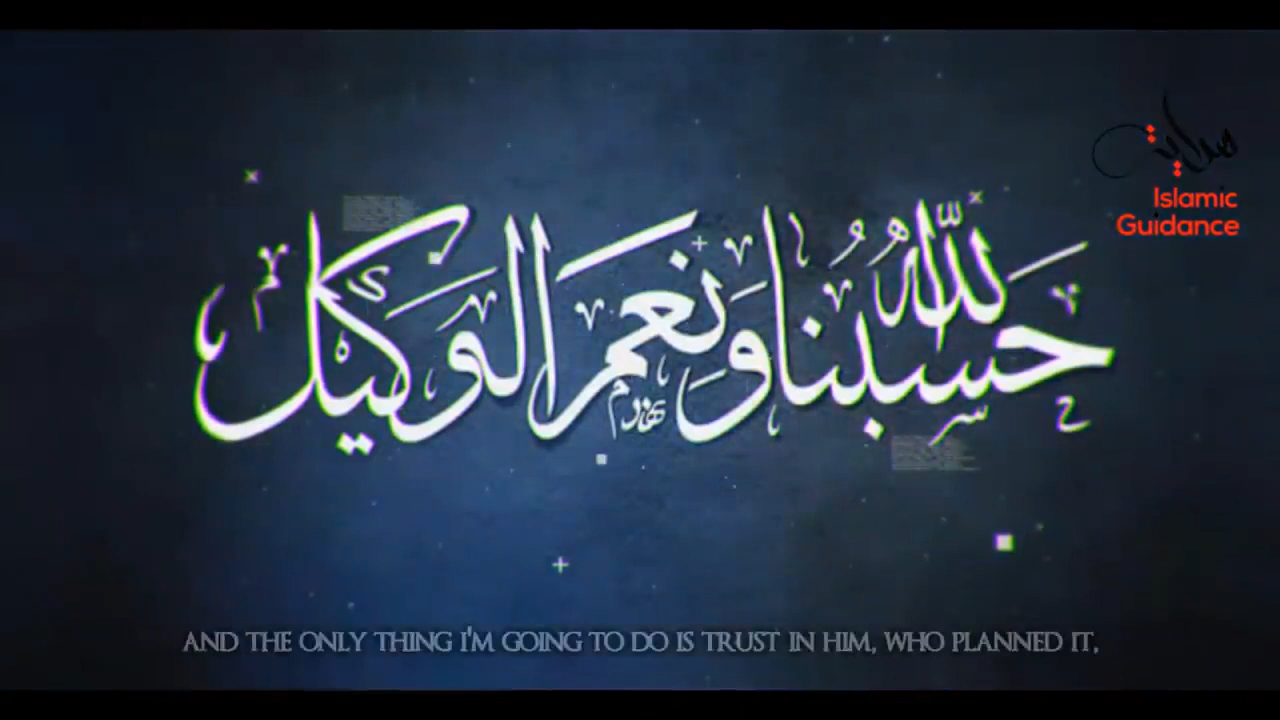 هداية
Islamic
Guidance
حسبنا الله ونعم الوكيل
AND THE ONLY THING I'M GOING TO DO IS TRUST IN HIM, WHO PLANNED IT,